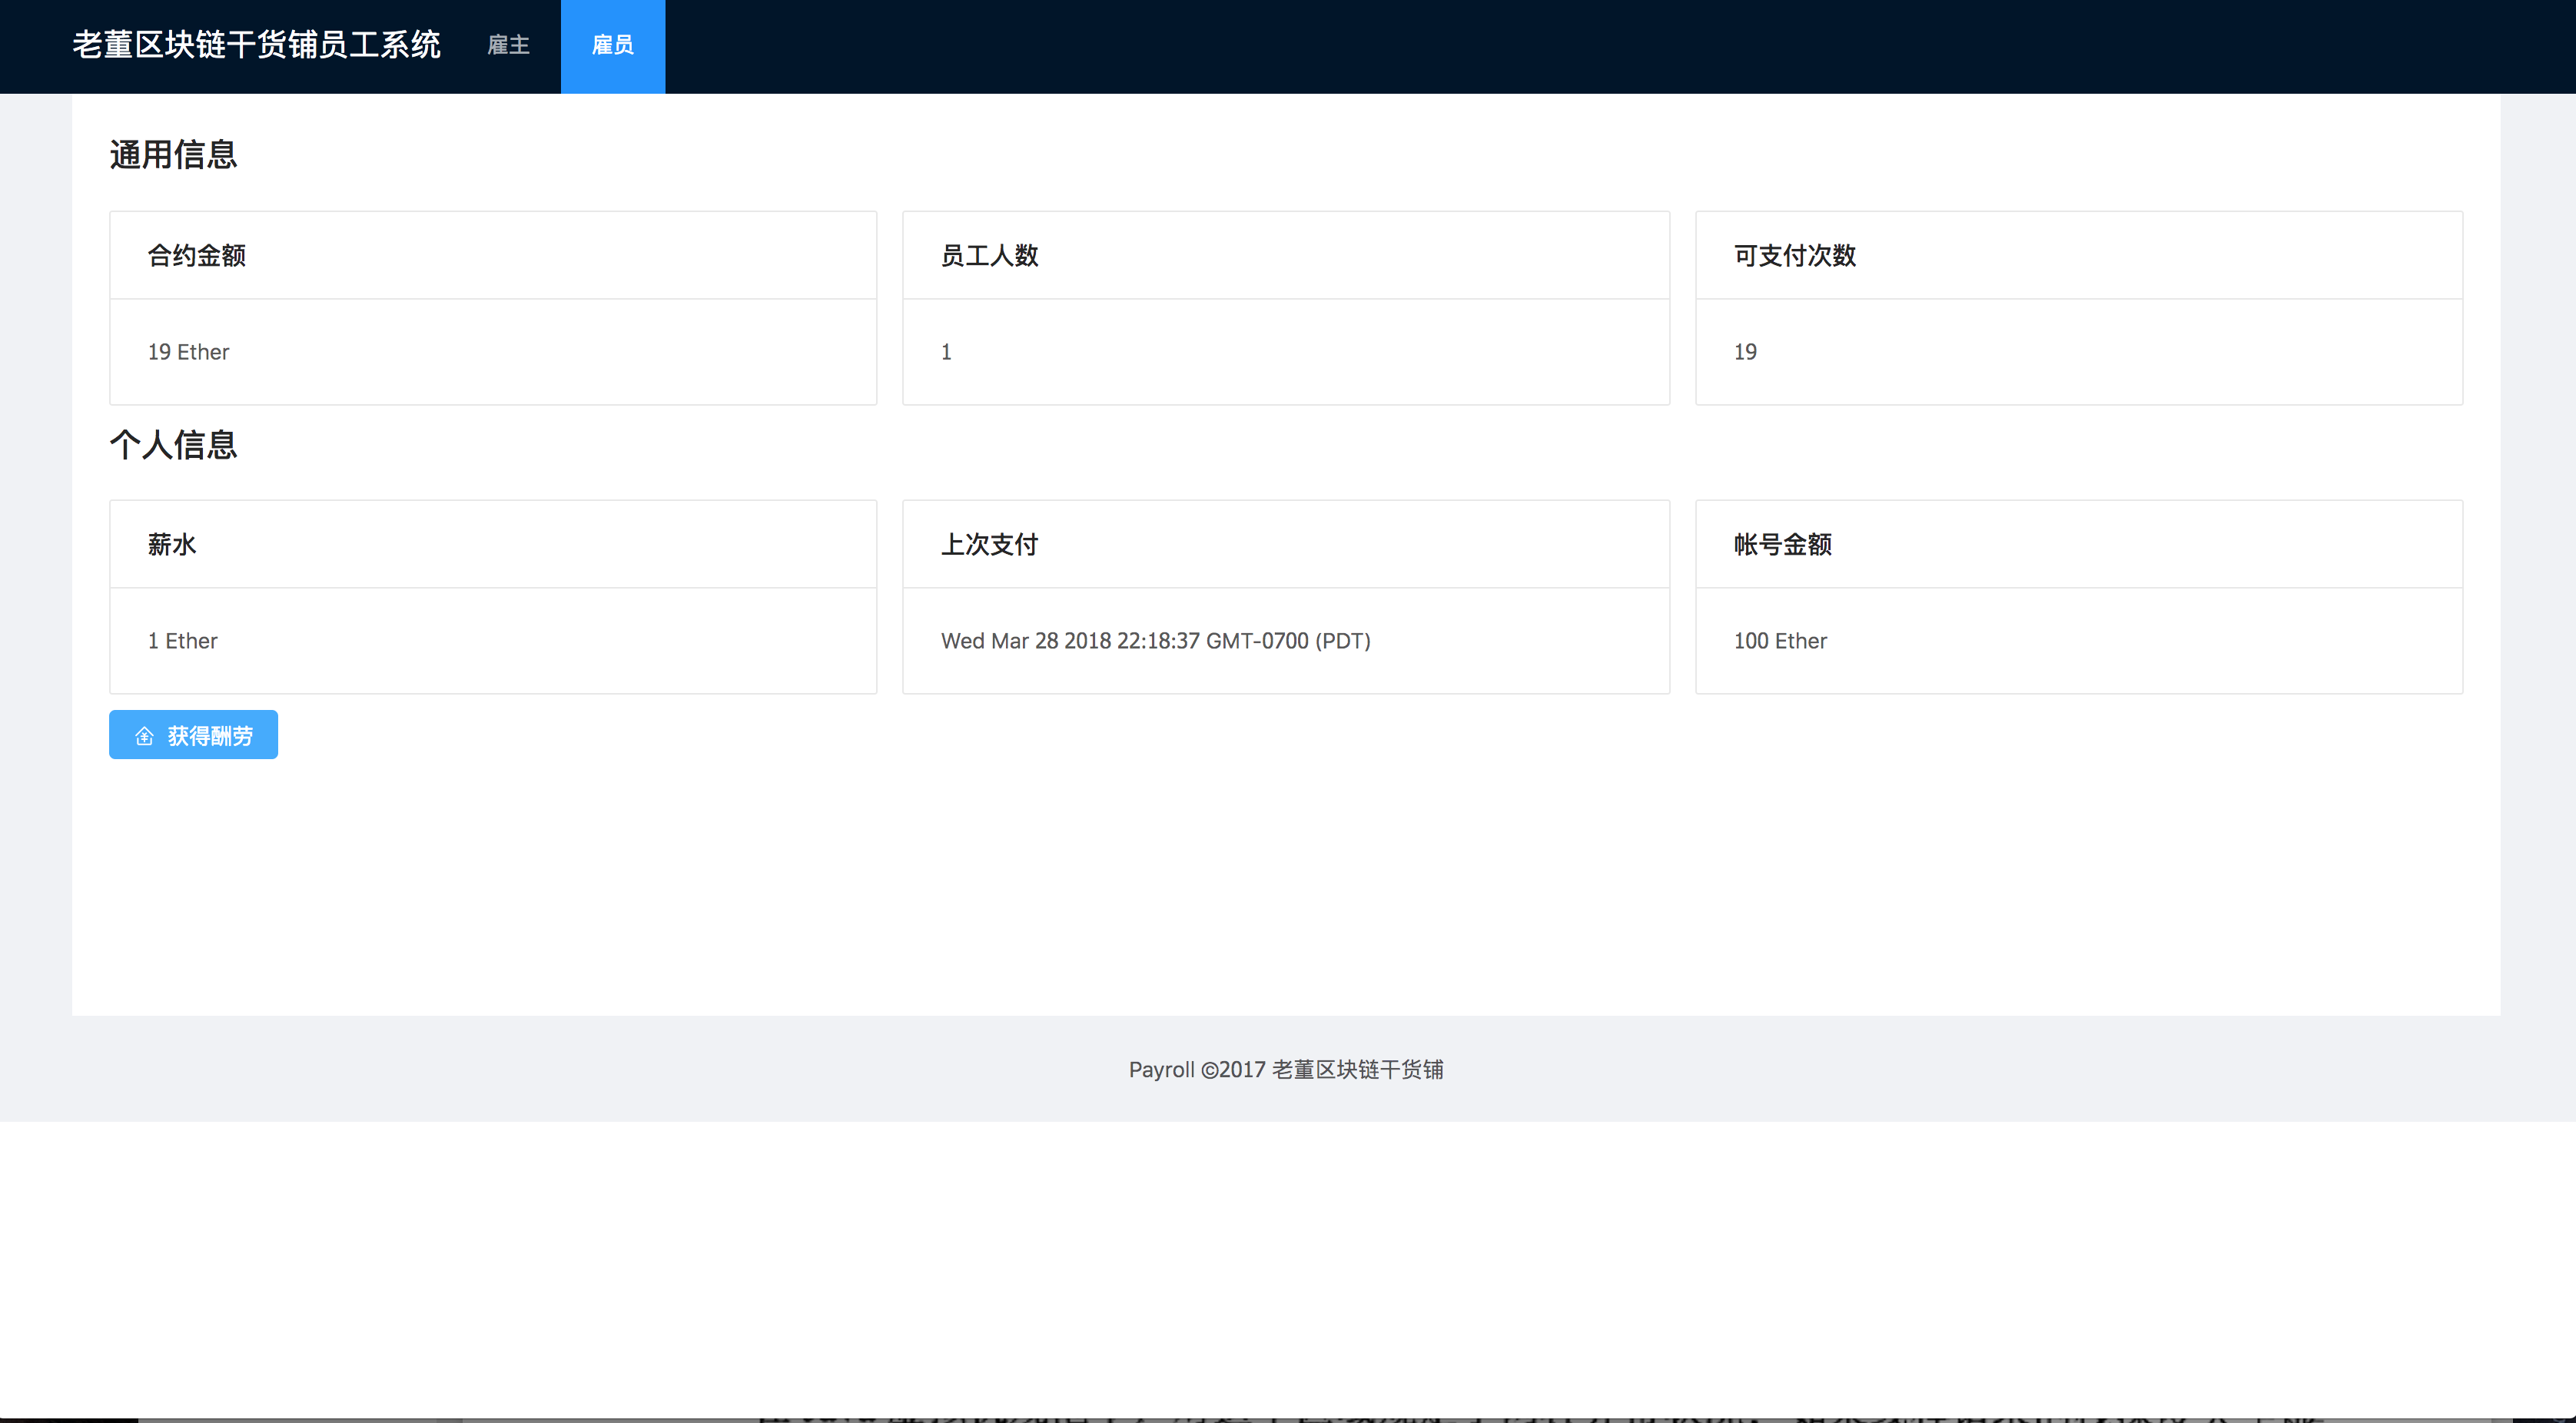 老董区块链干货铺员工系统 雇主 雇员
通用信息
合约金额 员工人数 可支付次数
19 Ether 1 19
个人信息
薪水 上次支付 帐号金额
1 Ether Wed Mar 28 2018 22:18:37 GMT-0700 (PDT) 100 Ether
获得酬劳
Payroll ©2017 老董区块链干货铺